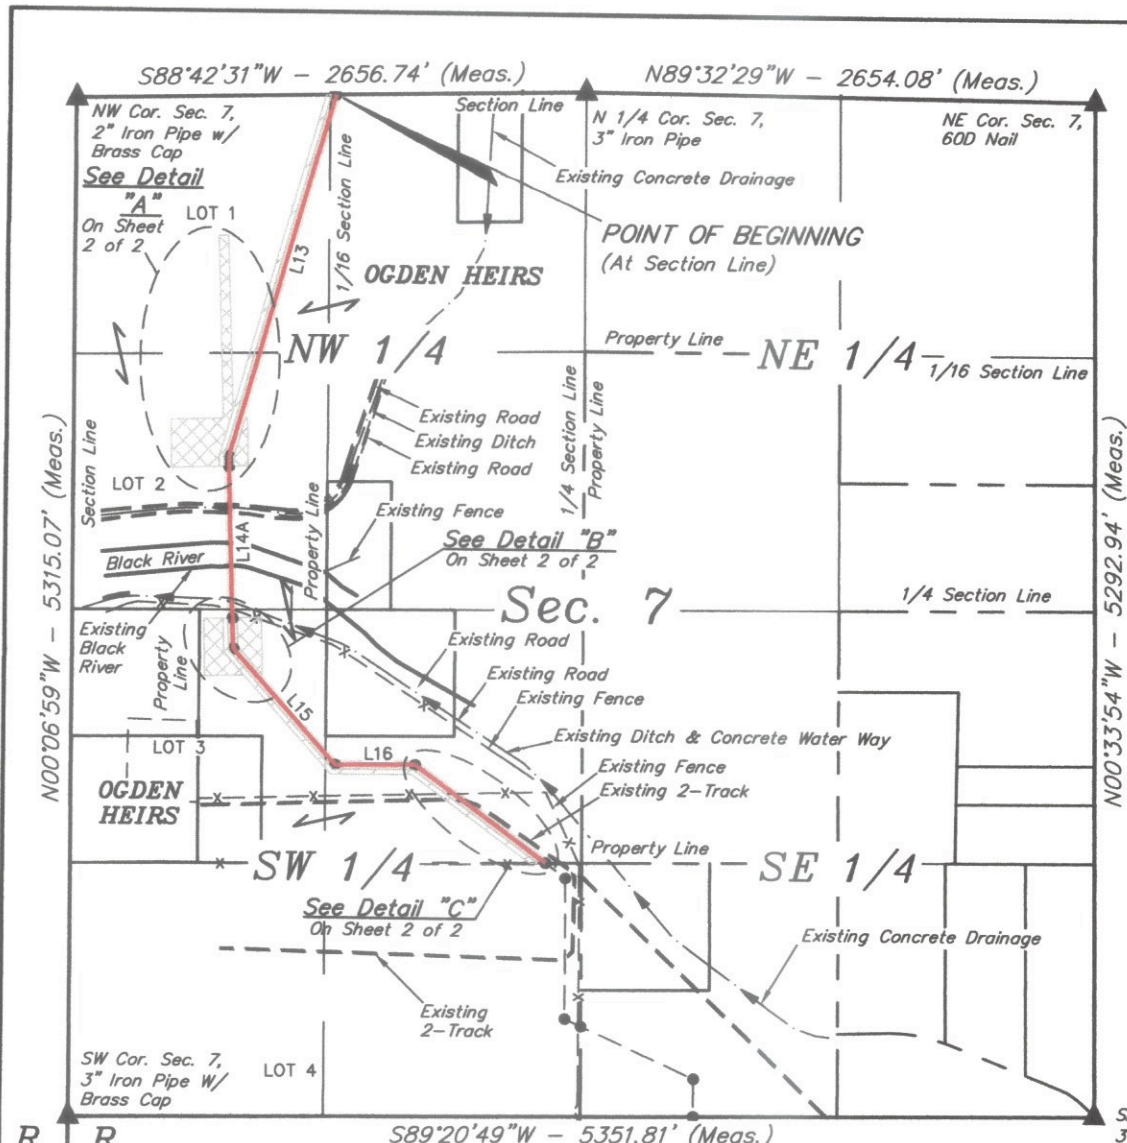 S88°42'31"W - 2656.74' (Meas.)
N89°32'29"W - 2654.08' (Meas.)
NW Cor. Sec. 7,
2" Iron Pipe w/
Brass Cap
See Detail
"A"
On Sheet
2 of 2
LOT 1
Section Line
N 1/4 Cor. Sec. 7,
3" Iron Pipe
NE Cor. Sec. 7,
60D Nail
Existing Concrete Drainage
1/16 Section Line
L13
POINT OF BEGINNING
(At Section Line)
OGDEN HEIRS
NW 1/4
Property Line
NE 1/4
1/16 Section Line
Existing Road
Existing Ditch
Existing Road
1/4 Section Line
Property Line
N00°06'59"W - 5315.07' (Meas.)
Section Line
LOT 2
Property Line
Existing Fence
L14A
See Detail "B"
On Sheet 2 of 2
Black River
Sec. 7
1/4 Section Line
N00°33'54"W - 5292.94' (Meas.)
Existing
Black
River
Property
Line
Existing Road
Existing Road
Existing Fence
L15
LOT 3
L16
Existing Ditch & Concrete Water Way
Existing Fence
Existing 2-Track
OGDEN
HEIRS
Property Line
SW 1/4
SE 1/4
See Detail "C"
On Sheet 2 of 2
Existing Concrete Drainage
Existing
2-Track
SW Cor. Sec. 7,
3" Iron Pipe W/
Brass Cap
LOT 4
S89°20'49"W - 5351.81' (Meas.)
R
R
S
3